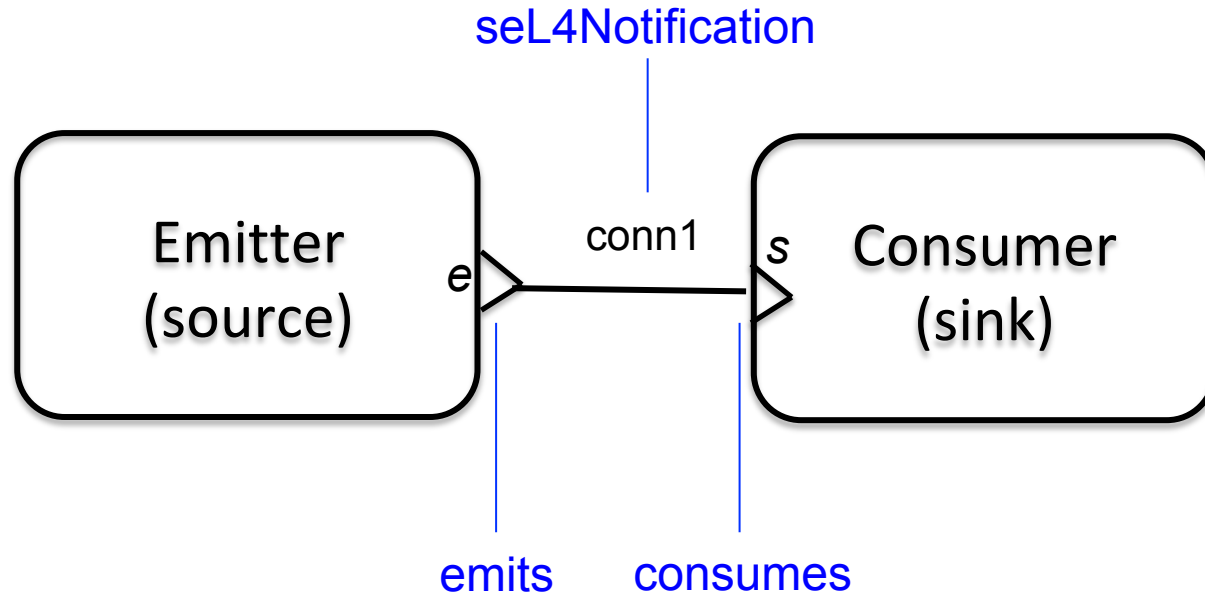 seL4Notification
Emitter
(source)
e
conn1
s
Consumer
(sink)
emits
consumes